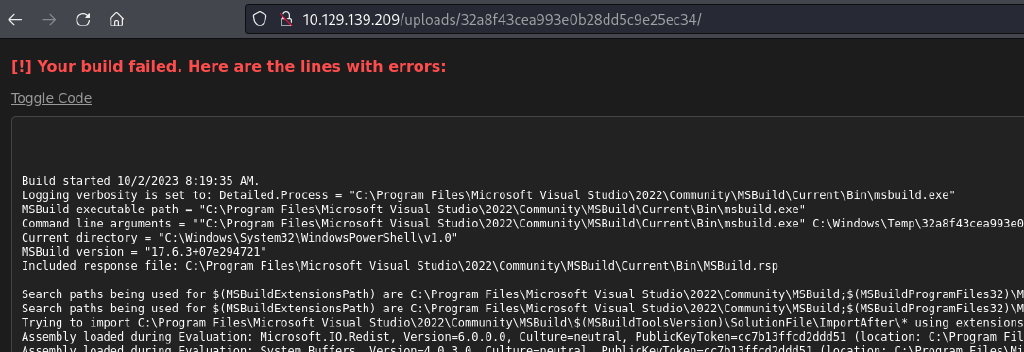 10.129.139.209/uploads/32a8f43cea993e0b28dd5c9e25ec34/
[!] Your build failed. Here are the lines with errors:
Toggle Code
Build started 10/2/2023 8:19:35 AM.
Logging verbosity is set to: Detailed.Process = "C:\Program Files\Microsoft Visual Studio\2022\Community\MSBuild\Current\Bin\msbuild.exe"
MSBuild executable path = "C:\Program Files\Microsoft Visual Studio\2022\Community\MSBuild\Current\Bin\msbuild.exe"
Command line arguments = ""C:\Program Files\Microsoft Visual Studio\2022\Community\MSBuild\Current\Bin\msbuild.exe" C:\Windows\Temp\32a8f43cea993e0
Current directory = "C:\Windows\System32\WindowsPowerShell\v1.0"
MSBuild version = "17.6.3+07e294721"
Included response file: C:\Program Files\Microsoft Visual Studio\2022\Community\MSBuild\Current\Bin\MSBuild.rsp
Search paths being used for $(MSBuildExtensionsPath) are C:\Program Files\Microsoft Visual Studio\2022\Community\MSBuild;$(MSBuildProgramFiles32)\M
Search paths being used for $(MSBuildExtensionsPath) are C:\Program Files\Microsoft Visual Studio\2022\Community\MSBuild;$(MSBuildProgramFiles32)\M
Trying to import C:\Program Files\Microsoft Visual Studio\2022\Community\MSBuild\$(MSBuildToolsVersion)\SolutionFile\ImportAfter\* using extensions
Assembly loaded during Evaluation: Microsoft.IO.Redist, Version=6.0.0.0, Culture=neutral, PublicKeyToken=cc7b13ffcd2ddd51 (location: C:\Program Fil
Assembly loaded during Evaluation: System.Buffers, Version=4.0.3.0, Culture=neutral, PublicKeyToken=cc7b13ffcd2ddd51 (location: C:\Program Files\Mi